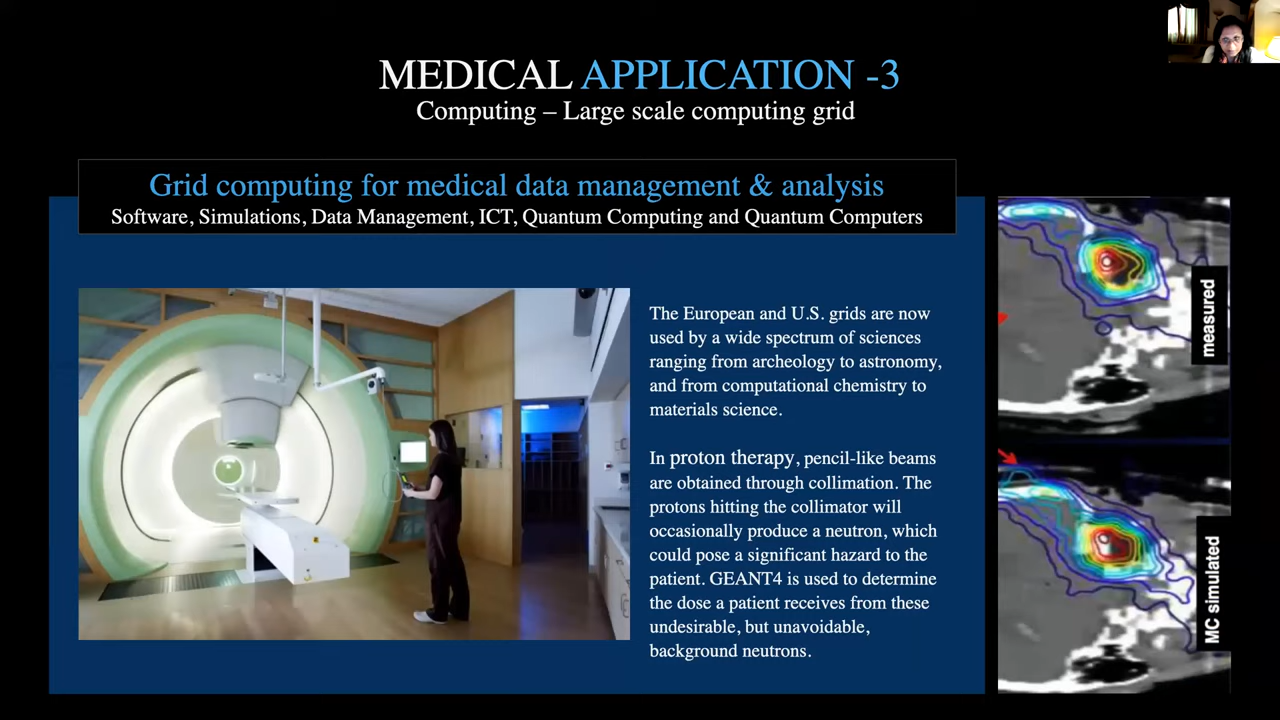 MEDICAL APPLICATION -3
Computing – Large scale computing grid
Grid computing for medical data management & analysis
Software, Simulations, Data Management, ICT, Quantum Computing and Quantum Computers
The European and U.S. grids are now
used by a wide spectrum of sciences
ranging from archeology to astronomy,
and from computational chemistry to
materials science.
In proton therapy, pencil-like beams
are obtained through collimation. The
protons hitting the collimator will
occasionally produce a neutron, which
could pose a significant hazard to the
patient. GEANT4 is used to determine
the dose a patient receives from these
undesirable, but unavoidable,
background neutrons.
measured
MC simulated